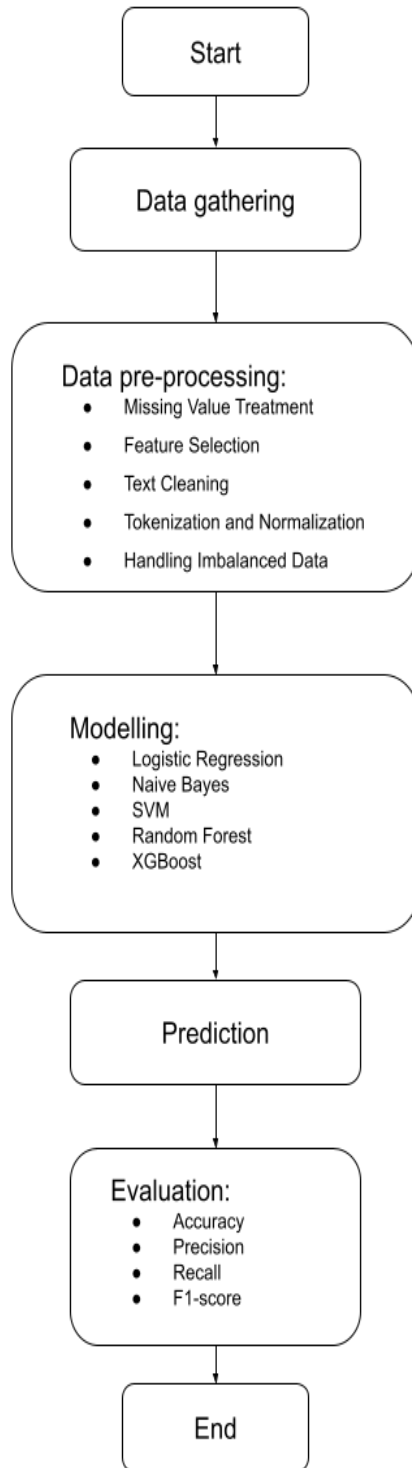 Start
Data gathering
Data pre-processing:
● Missing Value Treatment
● Feature Selection
● Text Cleaning
● Tokenization and Normalization
● Handling Imbalanced Data
Modelling:
● Logistic Regression
● Naive Bayes
● SVM
● Random Forest
● XGBoost
Prediction
Evaluation:
● Accuracy
● Precision
● Recall
● F1-score
End